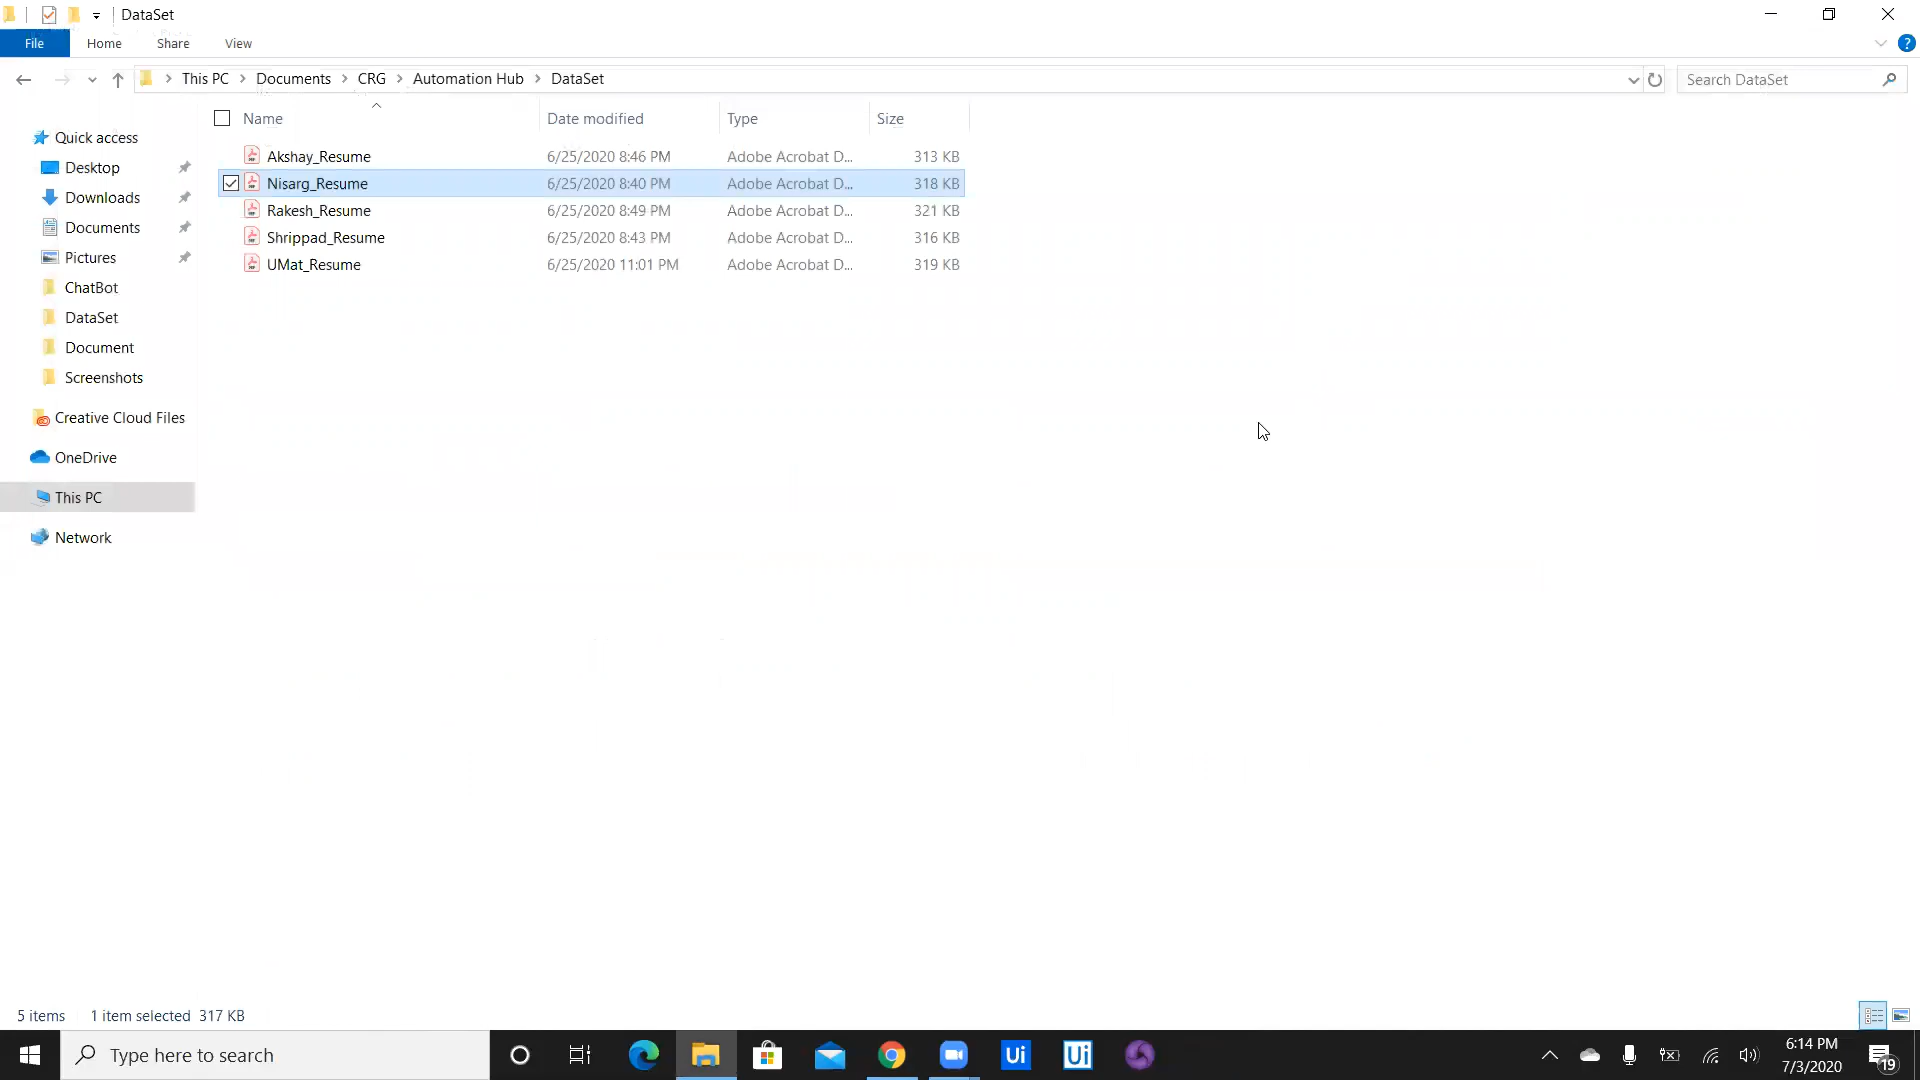 DataSet
File Home Share View
This PC Documents CRG Automation Hub DataSet Search DataSet
Name Date modified Type Size
Quick access
Desktop
Downloads
Documents
Pictures
ChatBot
DataSet
Document
Screenshots
Creative Cloud Files
OneDrive
This PC
Network
Akshay_Resume 6/25/2020 8:46 PM Adobe Acrobat D... 313 KB
Nisarg_Resume 6/25/2020 8:40 PM Adobe Acrobat D... 318 KB
Rakesh_Resume 6/25/2020 8:49 PM Adobe Acrobat D... 321 KB
Shrippad_Resume 6/25/2020 8:43 PM Adobe Acrobat D... 316 KB
UMat_Resume 6/25/2020 11:01 PM Adobe Acrobat D... 319 KB
5 items 1 item selected 317 KB
Type here to search
Ui
Ui
6:14 PM
7/3/2020
19